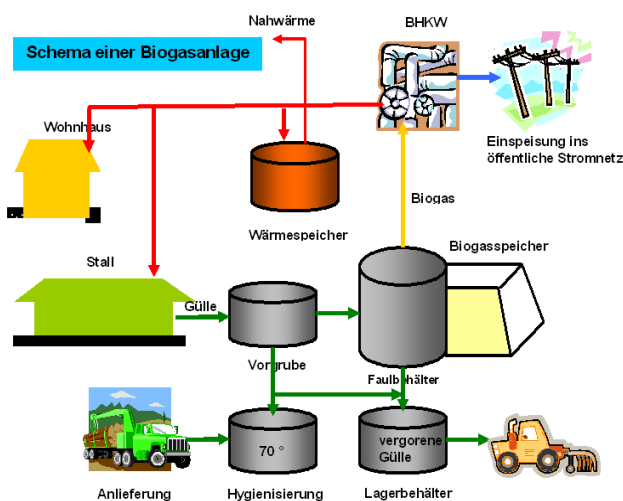 Nahwärme
BHKW
Schema einer Biogasanlage
Wohnhaus
Einspeisung ins
öffentliche Stromnetz
Biogas
Wärmespeicher
Biogasspeicher
Stall
Gülle
Vorgrube
Faulbehälter
70 °
vergorene
Gülle
Anlieferung
Hygienisierung
Lagerbehälter